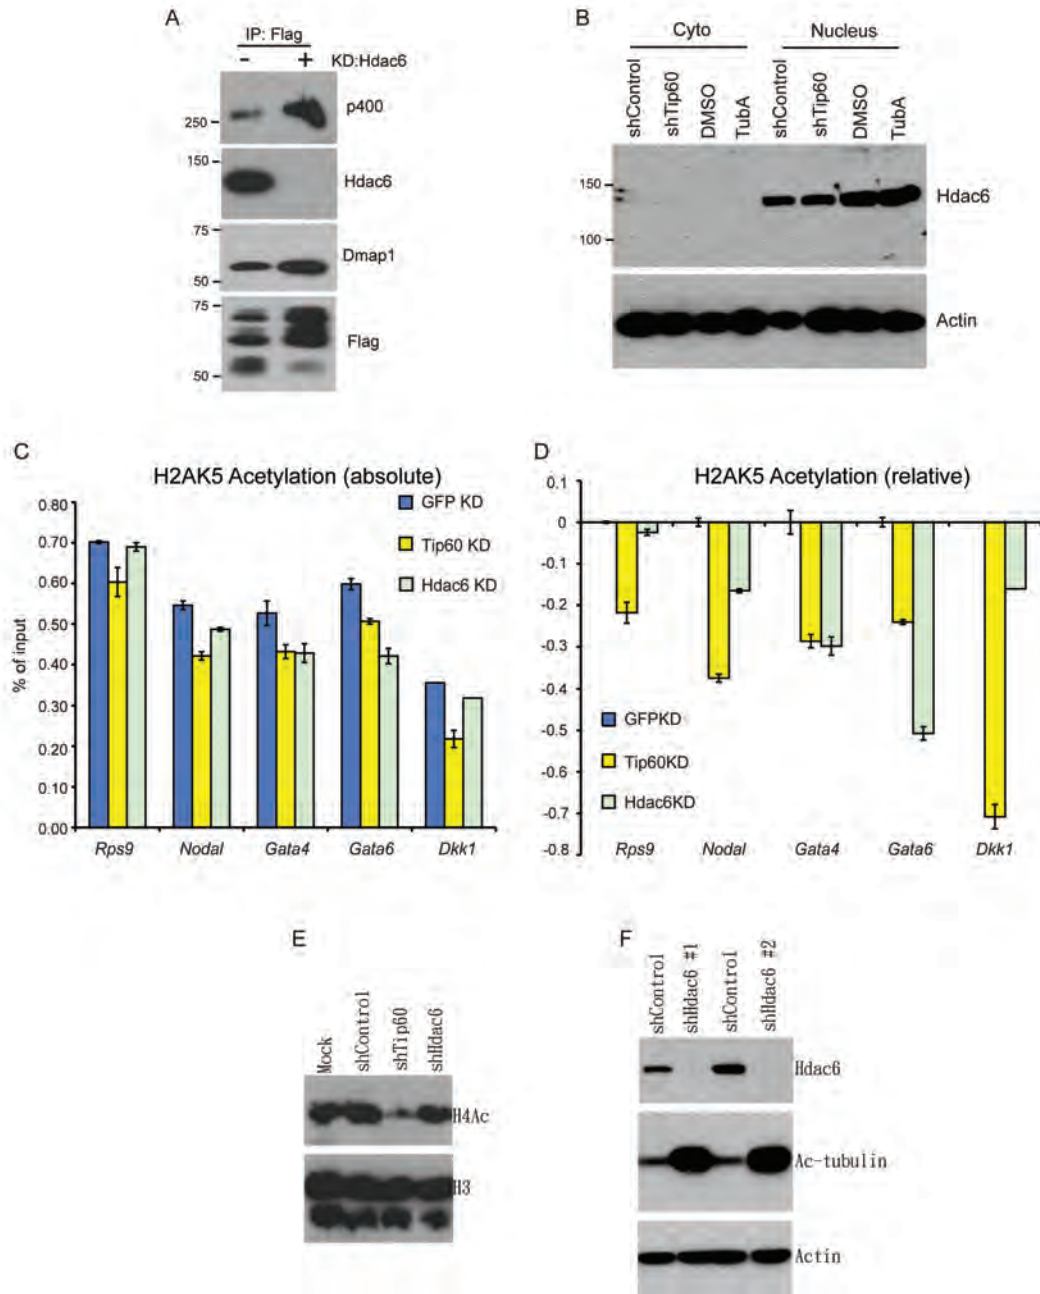 A
IP: Flag
- + KD:Hdac6
p400
250
150
Hdac6
75
Dmap1
50
75
Flag
50
B
Cyto Nucleus
shControl shTip60 DMSO TubA shControl shTip60 DMSO TubA
150
Hdac6
100
Actin
C
H2AK5 Acetylation (absolute)
0.80
0.70
0.60
0.50
0.40
0.30
0.20
0.10
0.00
% of input
GFP KD
Tip60 KD
Hdac6 KD
Rps9 Nodal Gata4 Gata6 Dkk1
D
H2AK5 Acetylation (relative)
0.1
0
-0.1
-0.2
-0.3
-0.4
-0.5
-0.6
-0.7
-0.8
GFPKD
Tip60KD
Hdac6KD
Rps9 Nodal Gata4 Gata6 Dkk1
E
Mock shControl shTip60 shHdac6
H4Ac
H3
F
shControl shHdac6 #1 shControl shHdac6 #2
Hdac6
Ac-tubulin
Actin